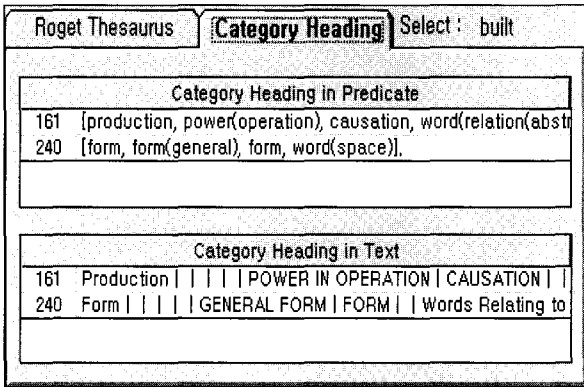 Roget Thesaurus Category Heading Select : built
Category Heading in Predicate
161 [production, power(operation), causation, word(relation(abstr
240 [form, form(general), form, word(space)].
Category Heading in Text
161 Production | | | | | POWER IN OPERATION | CAUSATION | |
240 Form | | | | | GENERAL FORM | FORM | | Words Relating to